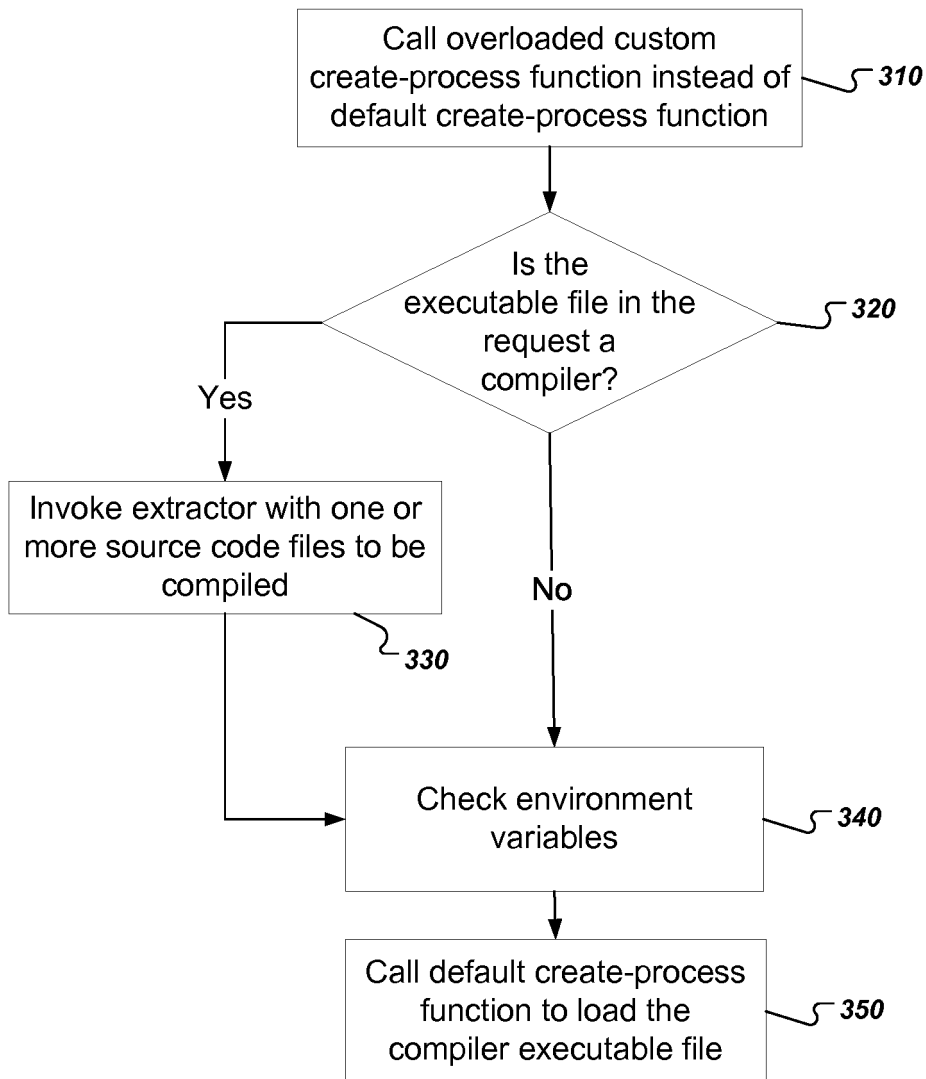 Call overloaded custom
create-process function instead of
default create-process function
310
Is the
executable file in the
request a
compiler?
320
Yes
Invoke extractor with one or
more source code files to be
compiled
330
No
Check environment
variables
340
Call default create-process
function to load the
compiler executable file
350